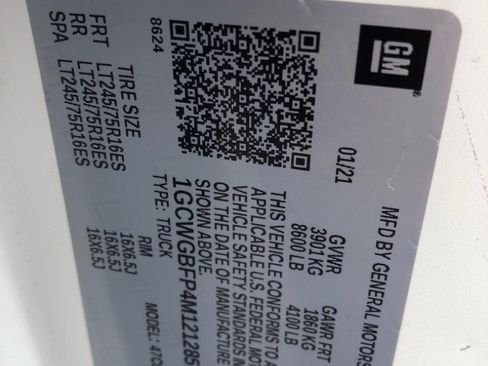 GM
MFD BY GENERAL MOTORS
01/21
GVWR
GAWR FRT
3901 KG
1860 KG
8600 LB
4100 LB
THIS VEHICLE CONFORMS TO A
APPLICABLE U.S. FEDERAL MOT
VEHICLE SAFETY STANDARDS IN
ON THE DATE OF MANUFACTURE
SHOWN ABOVE.
1GCWGBFP4M121285
TYPE: TRUCK
MODEL:
8624
TIRE SIZE
RIM
FRT LT245/75R16ES
16X6.5J
RR LT245/75R16ES
16X6.5J
SPA LT245/75R16ES
16X6.5J